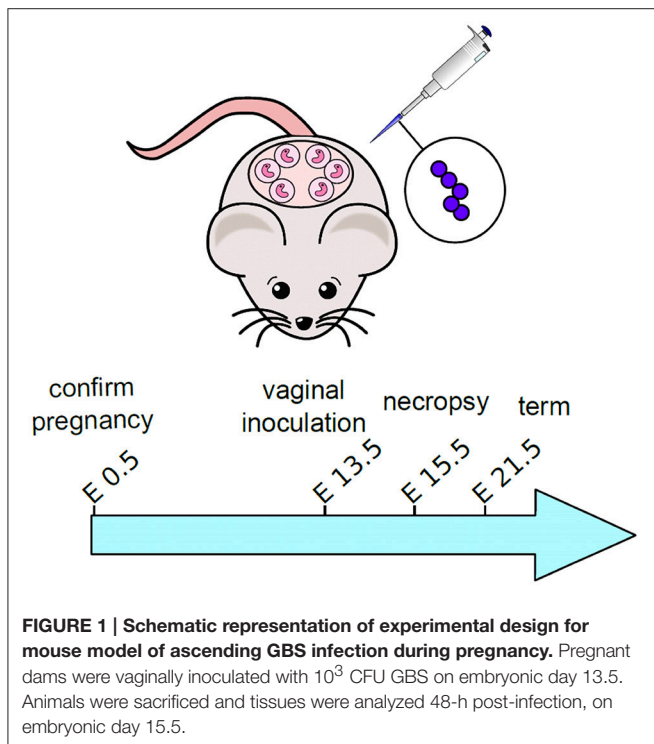 confirm
pregnancy
vaginal
inoculation
necropsy
term
E 0.5
E 13.5
E 15.5
E 21.5
FIGURE 1 | Schematic representation of experimental design for
mouse model of ascending GBS infection during pregnancy. Pregnant
dams were vaginally inoculated with 10³ CFU GBS on embryonic day 13.5.
Animals were sacrificed and tissues were analyzed 48-h post-infection, on
embryonic day 15.5.